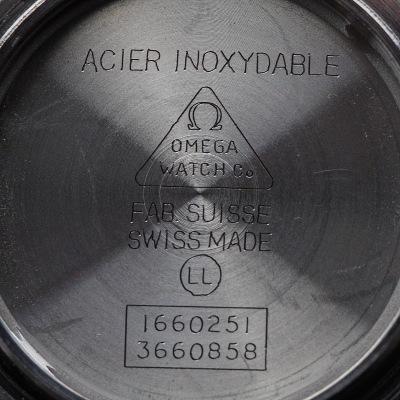 ACIER INOXYDABLE
Ω
OMEGA
WATCH Co
FAB. SUISSE
SWISS MADE
LL
1660251
3660858